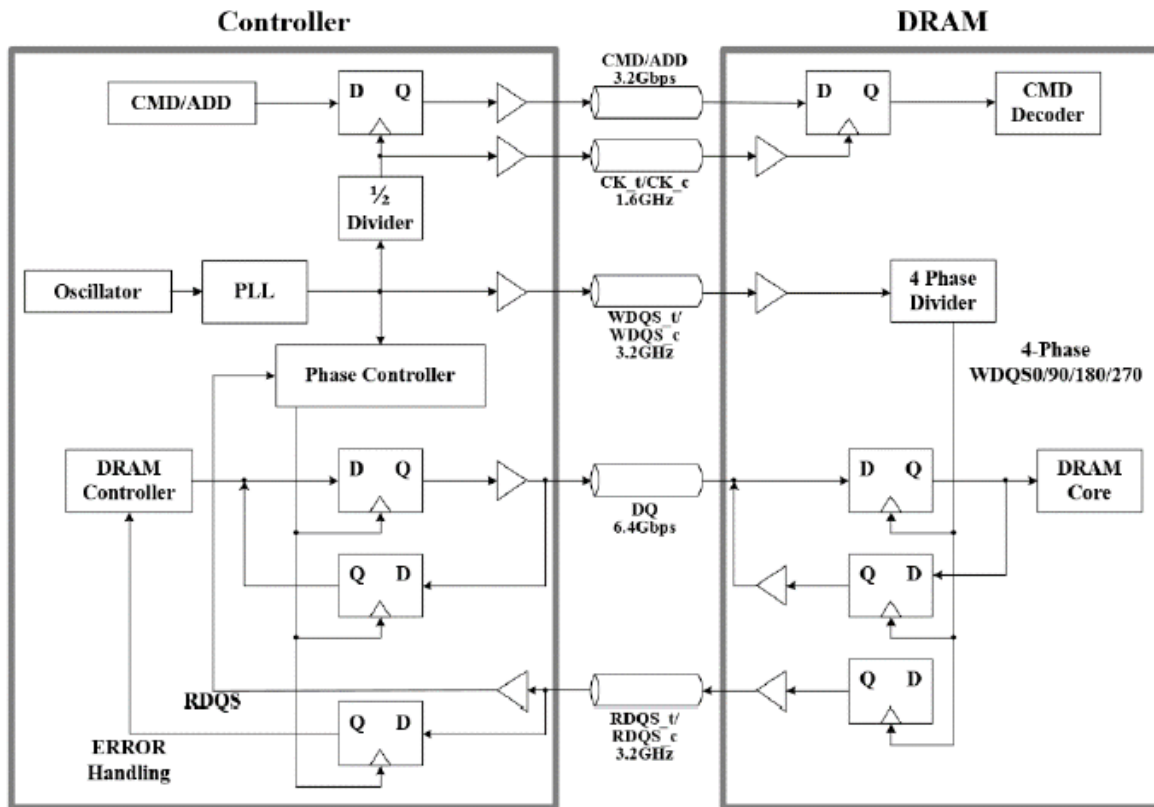 Controller
DRAM
CMD/ADD
D Q
CMD/ADD
3.2Gbps
D Q
CMD
Decoder
CK_t/CK_c
1.6GHz
½
Divider
Oscillator
PLL
WDQS_t/
WDQS_c
3.2GHz
4 Phase
Divider
4-Phase
WDQS0/90/180/270
Phase Controller
DRAM
Controller
D Q
DQ
6.4Gbps
D Q
DRAM
Core
Q D
Q D
RDQS
Q D
RDQS_t/
RDQS_c
3.2GHz
Q D
ERROR
Handling